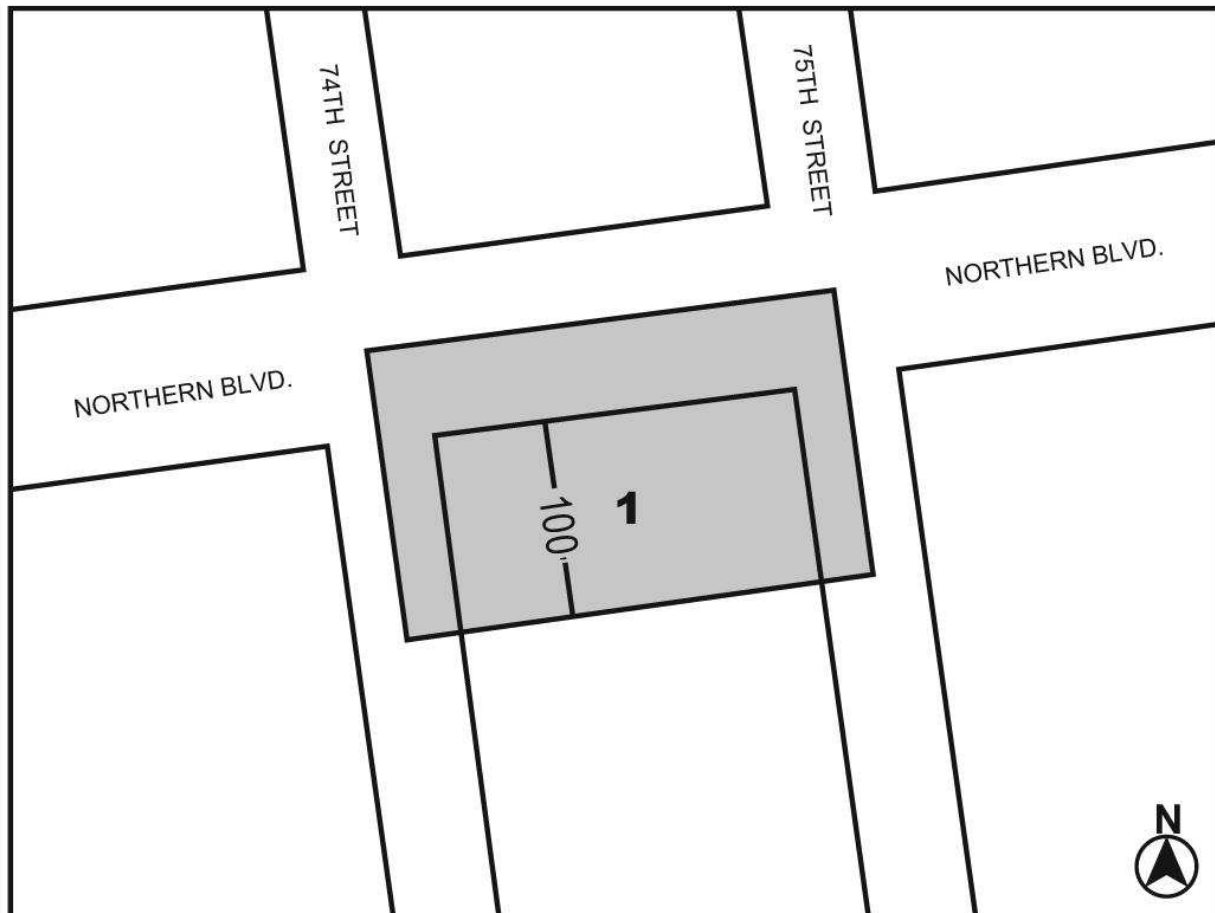 74TH STREET
75TH STREET
NORTHERN BLVD.
NORTHERN BLVD.
100'
1
N